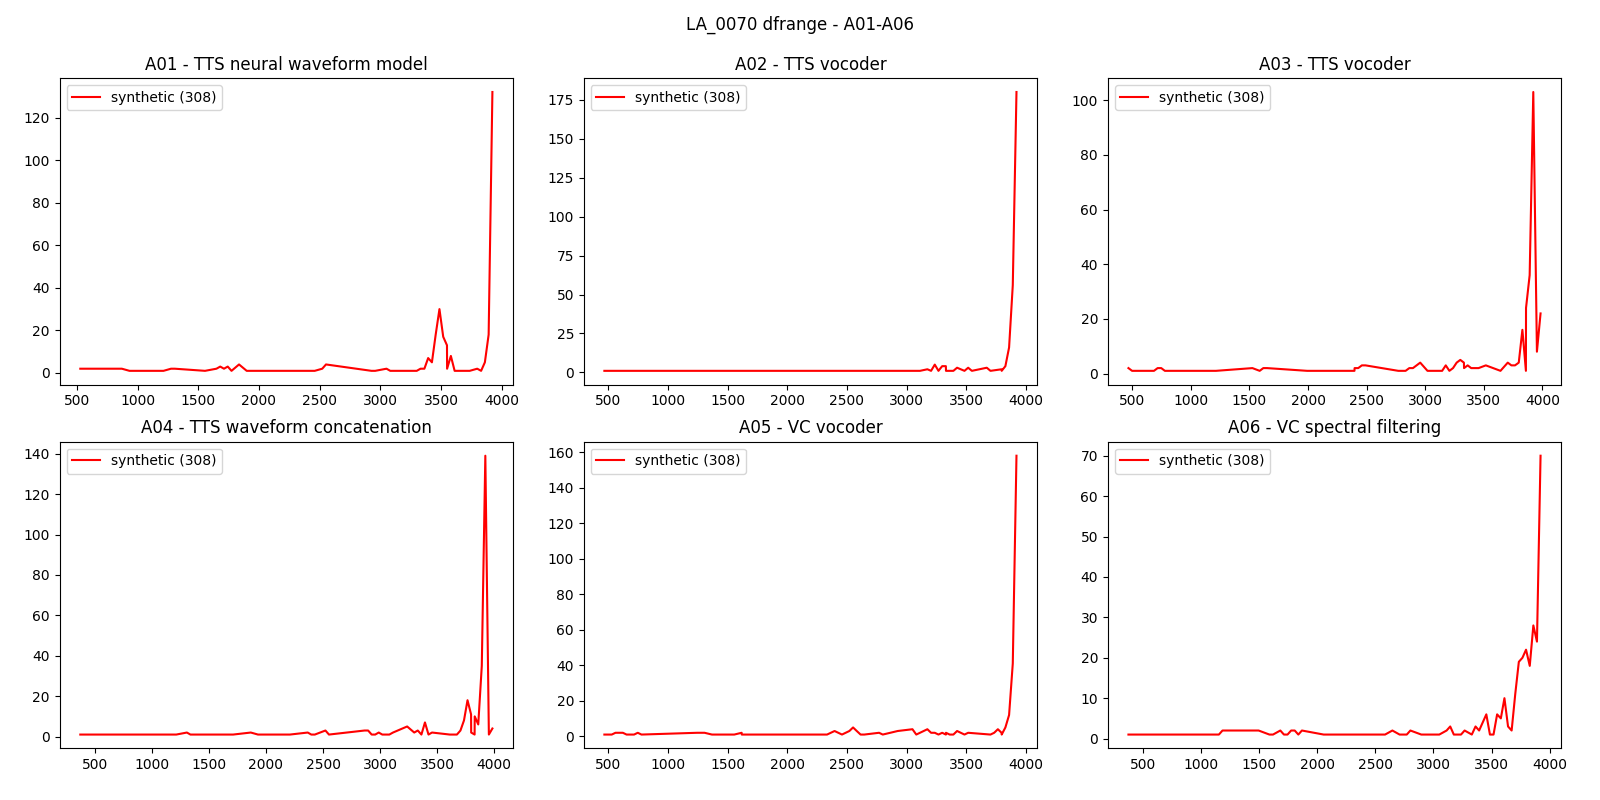 LA_0070 dfrange - A01-A06
A01 - TTS neural waveform model
synthetic (308)
120
100
80
60
40
20
0
500 1000 1500 2000 2500 3000 3500 4000
A02 - TTS vocoder
synthetic (308)
175
150
125
100
75
50
25
0
500 1000 1500 2000 2500 3000 3500 4000
A03 - TTS vocoder
synthetic (308)
100
80
60
40
20
0
500 1000 1500 2000 2500 3000 3500 4000
A04 - TTS waveform concatenation
synthetic (308)
140
120
100
80
60
40
20
0
500 1000 1500 2000 2500 3000 3500 4000
A05 - VC vocoder
synthetic (308)
160
140
120
100
80
60
40
20
0
500 1000 1500 2000 2500 3000 3500 4000
A06 - VC spectral filtering
synthetic (308)
70
60
50
40
30
20
10
0
500 1000 1500 2000 2500 3000 3500 4000